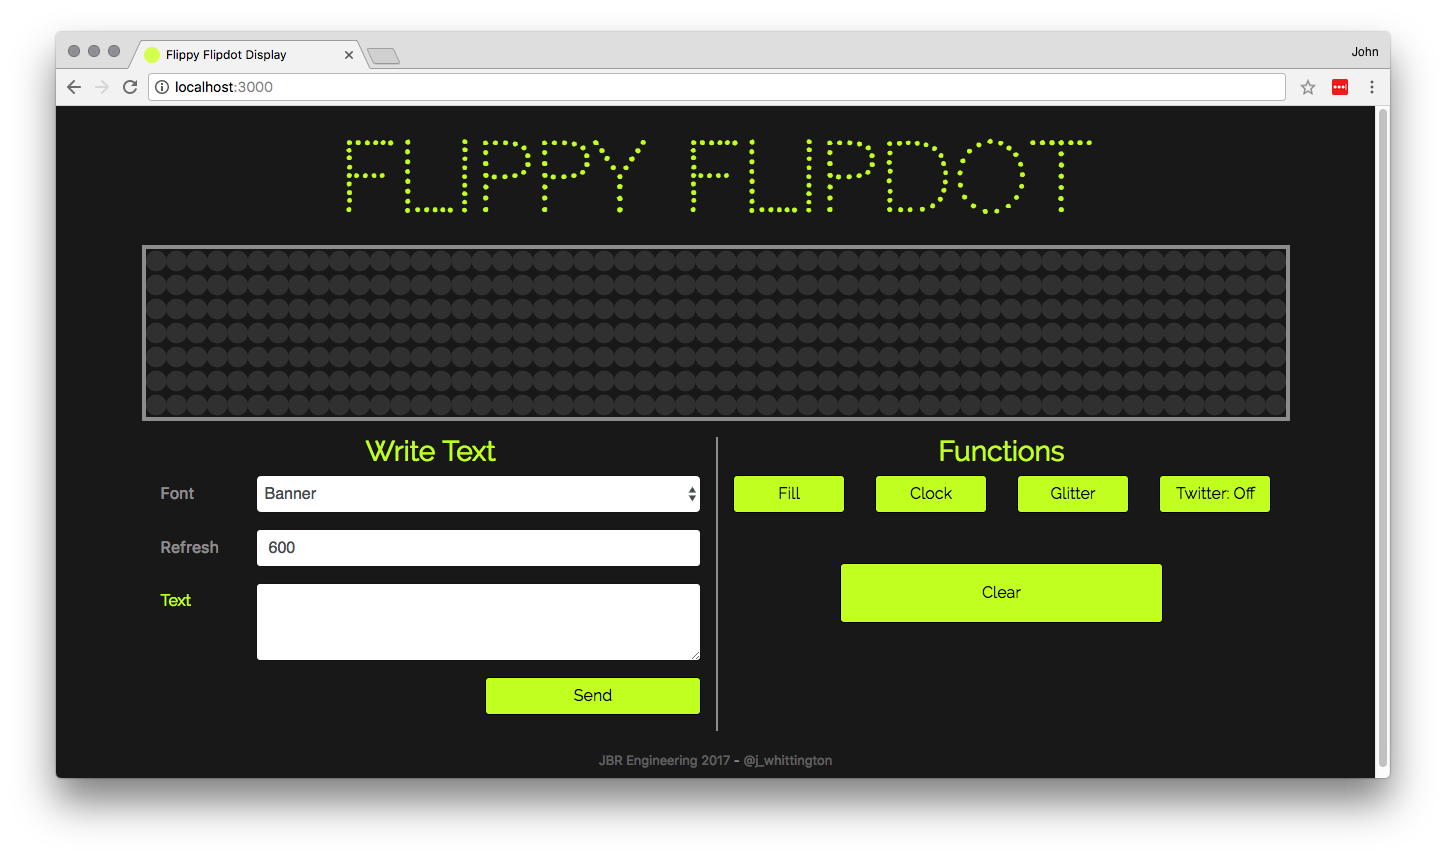 Flippy Flipdot Display
John
localhost:3000
FLIPPY FLIPDOT
Write Text
Functions
Font
Banner
Fill
Clock
Glitter
Twitter: Off
Refresh
600
Clear
Text
Send
JBR Engineering 2017 - @j_whittington